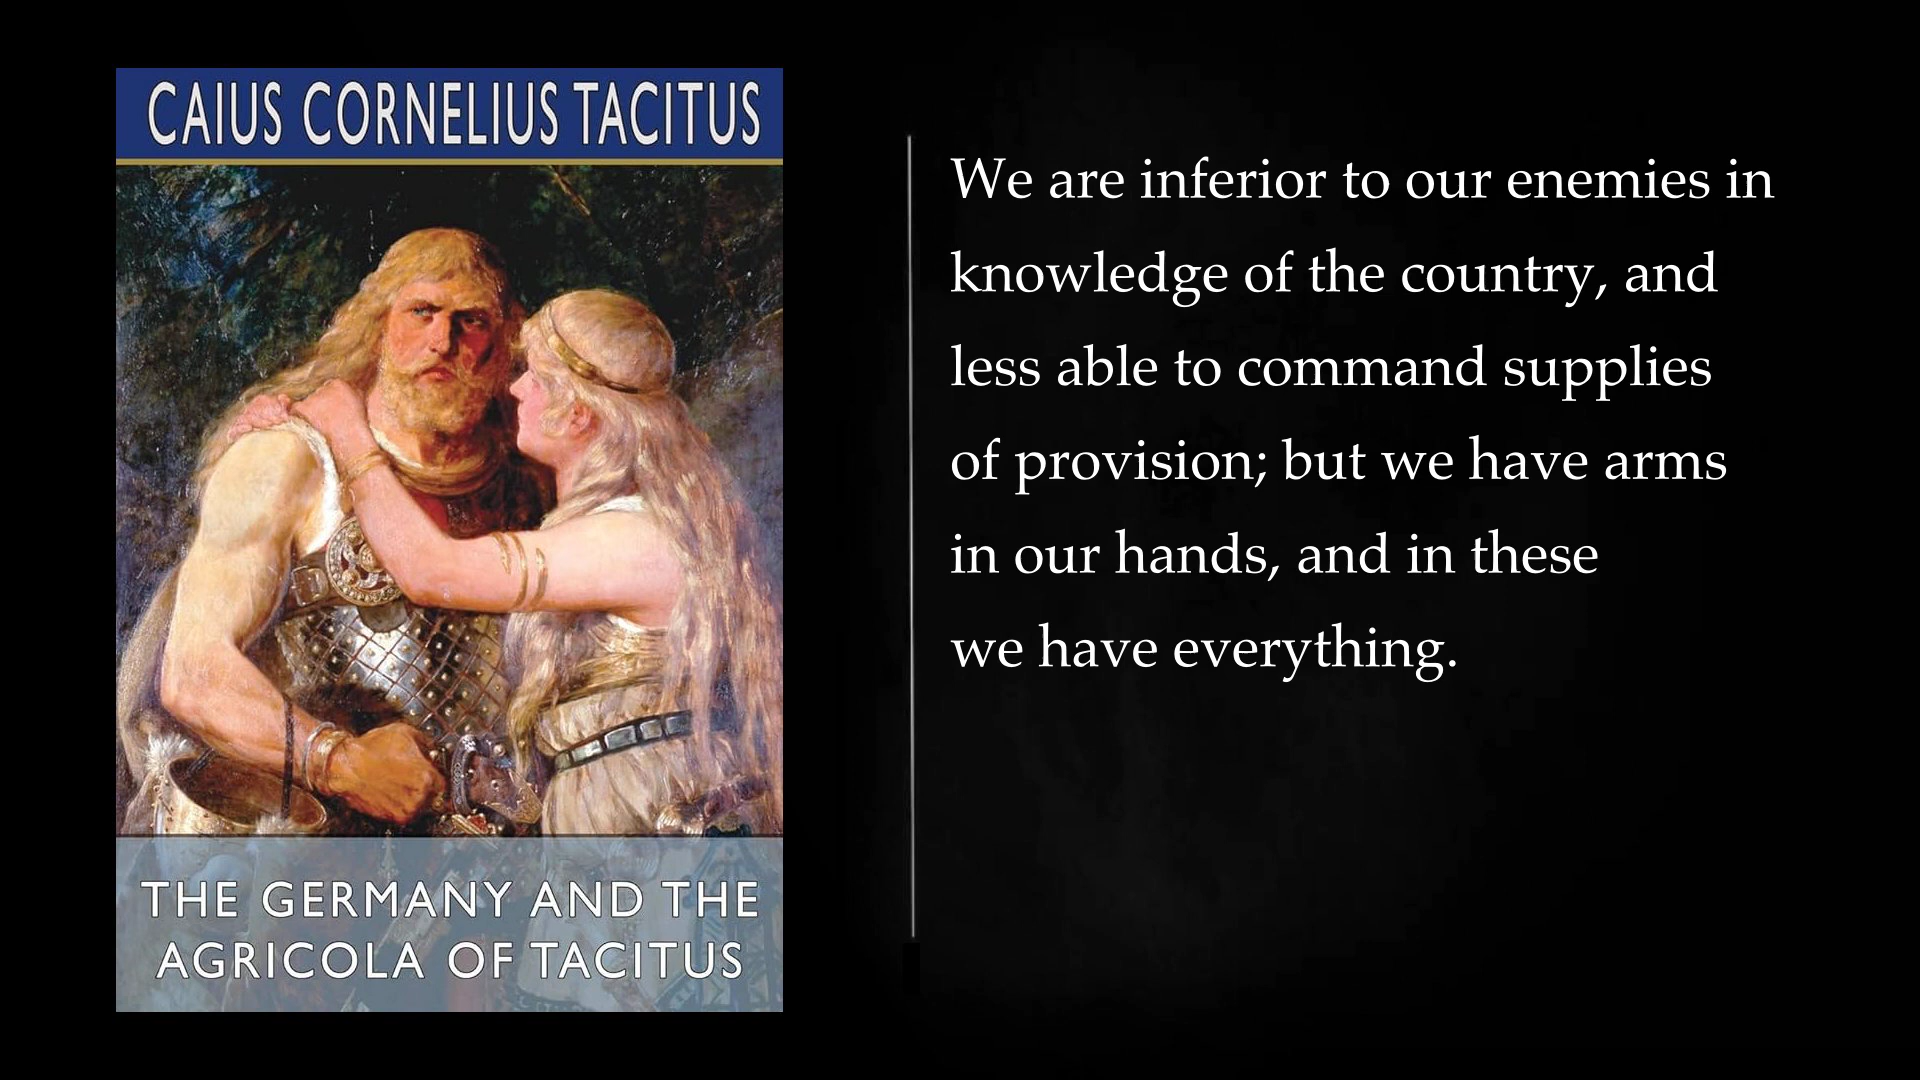 CAIUS CORNELIUS TACITUS
THE GERMANY AND THE
AGRICOLA OF TACITUS
We are inferior to our enemies in
knowledge of the country, and
less able to command supplies
of provision; but we have arms
in our hands, and in these
we have everything.